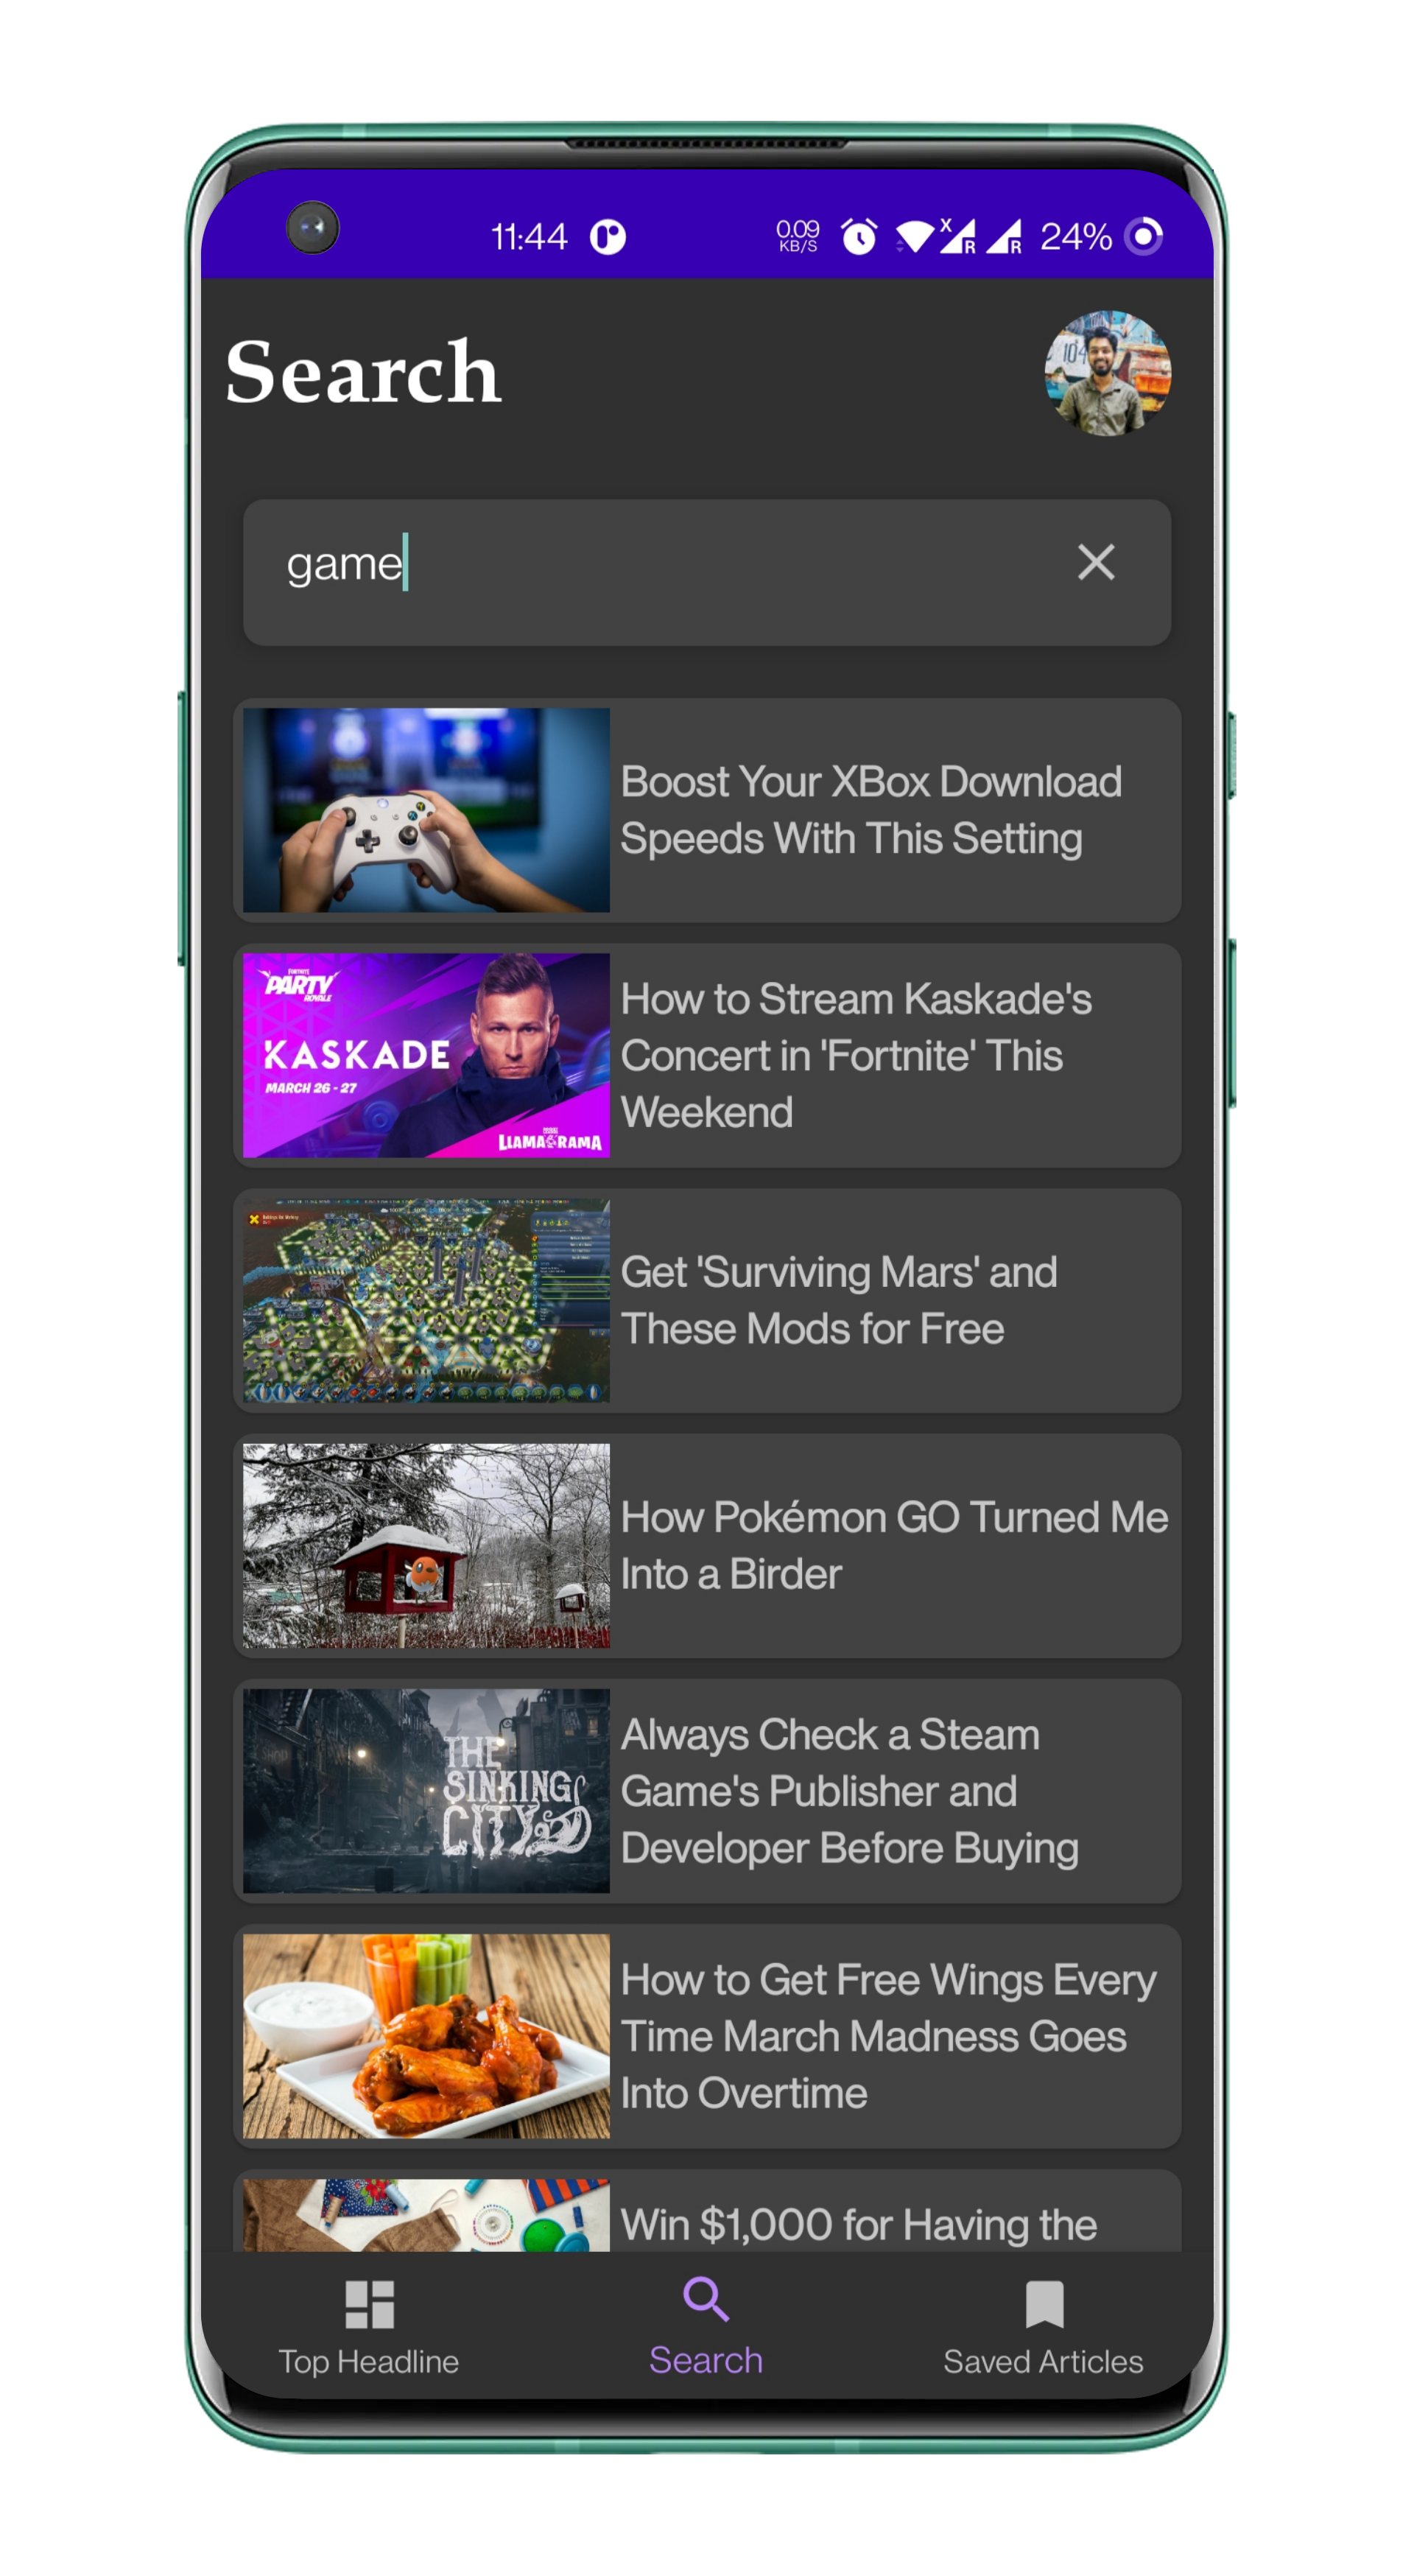 11:44
0.09
KB/S
X
R
R
24%
Search
104
game
Boost Your XBox Download
Speeds With This Setting
FORTNITE
PARTY
ROYALE
KASKADE
MARCH 26 - 27
LLAMA RAMA
How to Stream Kaskade's
Concert in 'Fortnite' This
Weekend
Get 'Surviving Mars' and
These Mods for Free
How Pokémon GO Turned Me
Into a Birder
SHOP
THE
SINKING
CITY
Always Check a Steam
Game's Publisher and
Developer Before Buying
How to Get Free Wings Every
Time March Madness Goes
Into Overtime
Win $1,000 for Having the
Top Headline
Search
Saved Articles